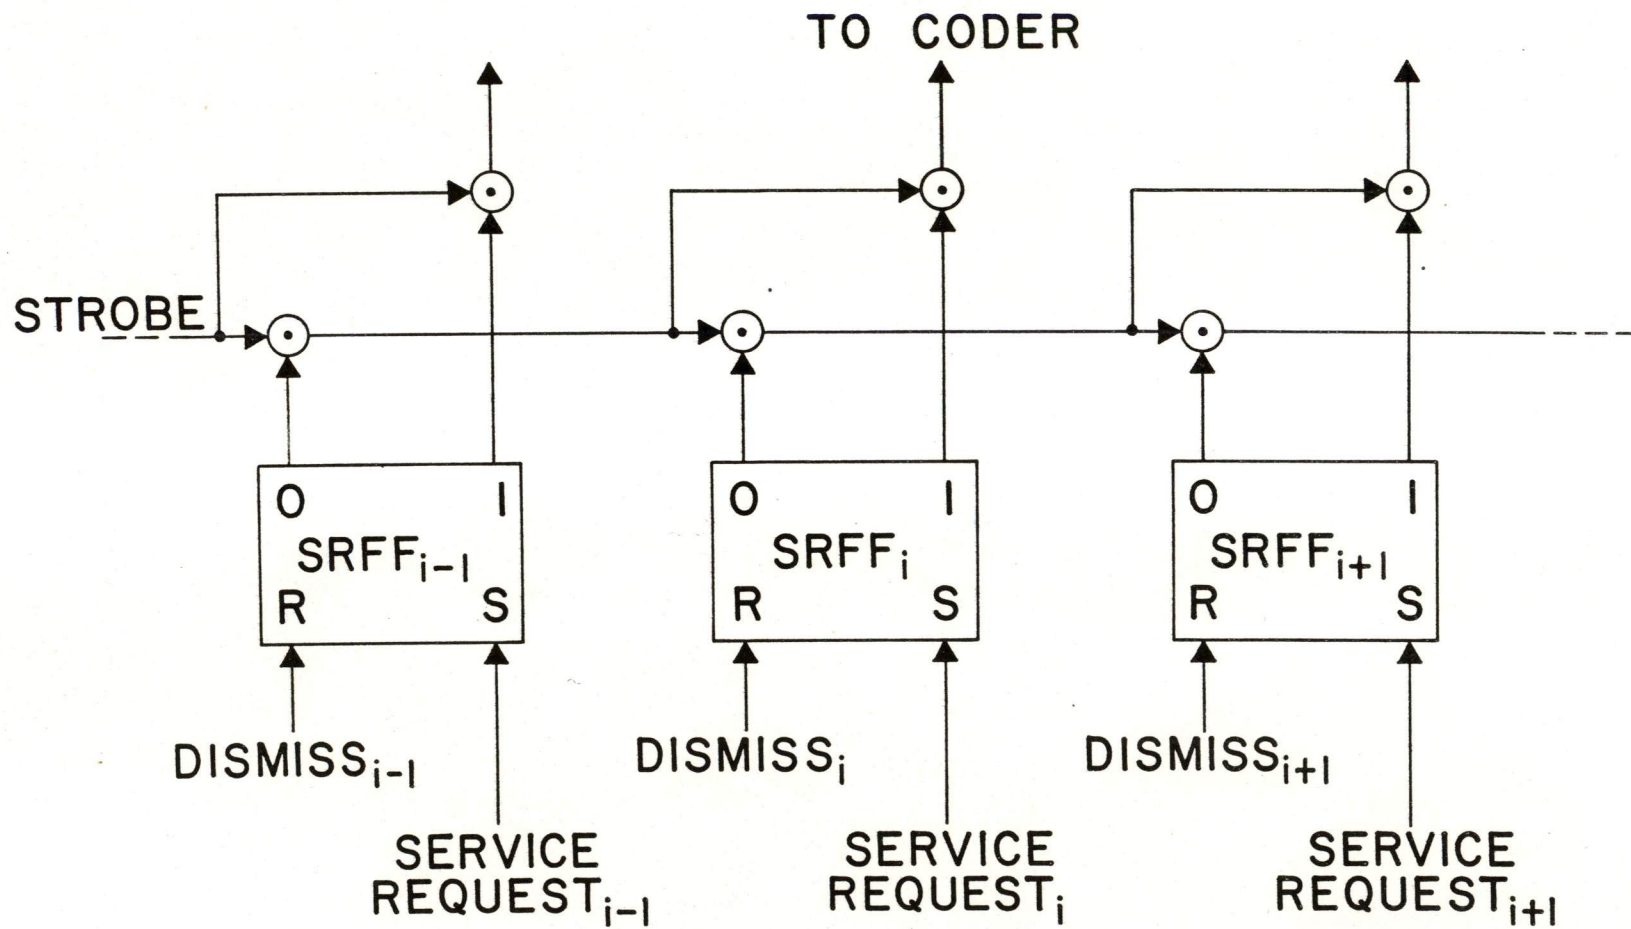 TO CODER
STROBE
O I
SRFFi-1
R S
O I
SRFFi
R S
O I
SRFFi+1
R S
DISMISSi-1
DISMISSi
DISMISSi+1
SERVICE
REQUESTi-1
SERVICE
REQUESTi
SERVICE
REQUESTi+1